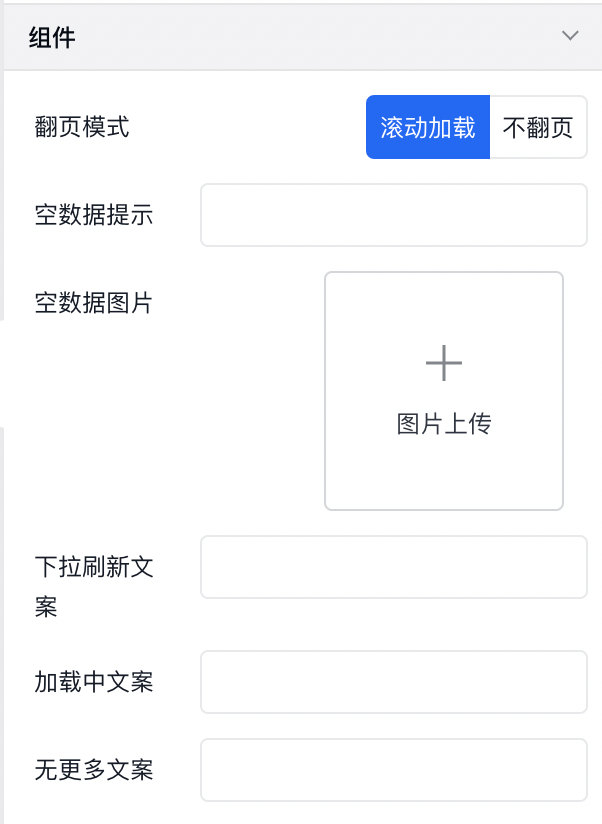 组件
翻页模式
滚动加载
不翻页
空数据提示
空数据图片
图片上传
下拉刷新文
案
加载中文案
无更多文案